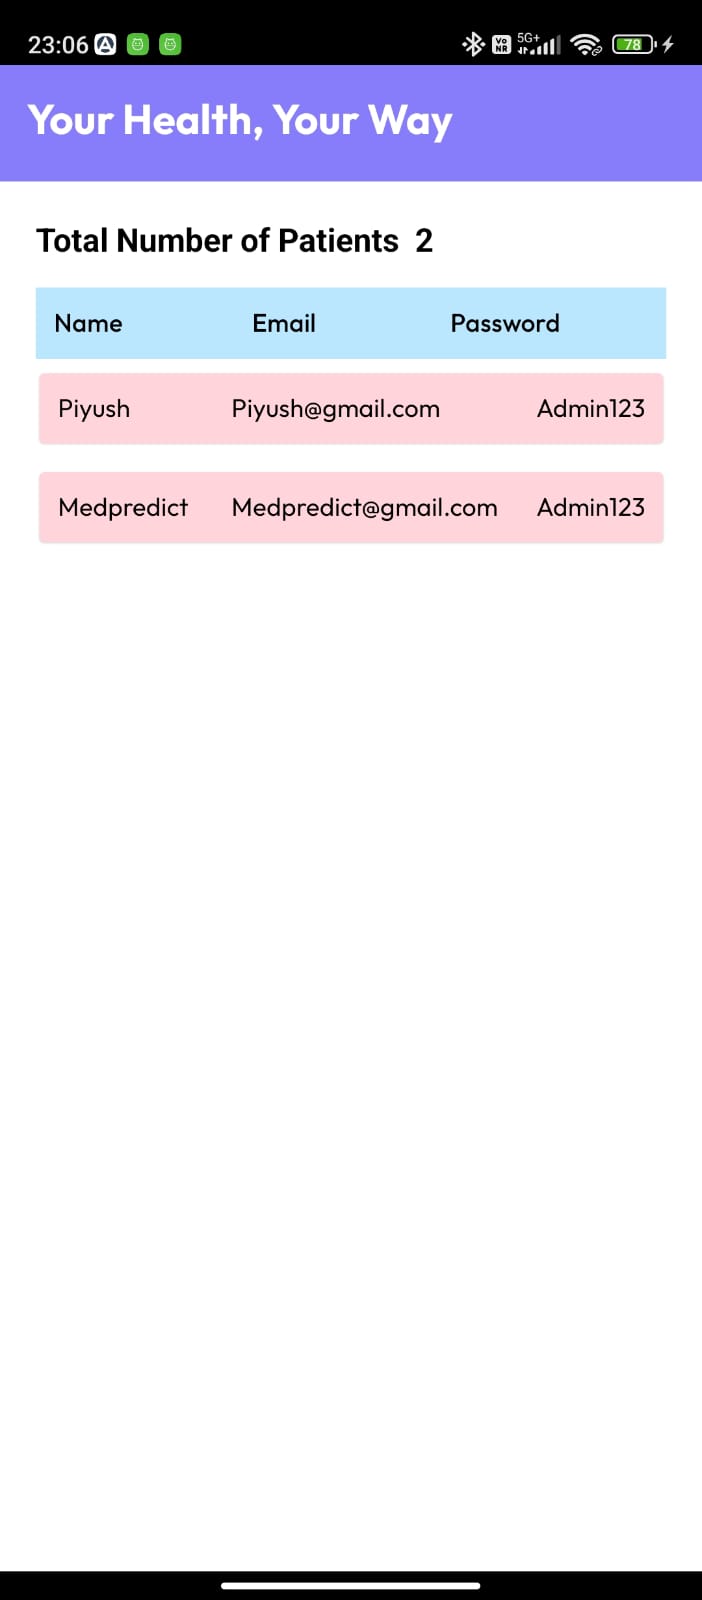 23:06 VoNR 5G+ 78
Your Health, Your Way
Total Number of Patients 2
Name Email Password
Piyush Piyush@gmail.com Admin123
Medpredict Medpredict@gmail.com Admin123